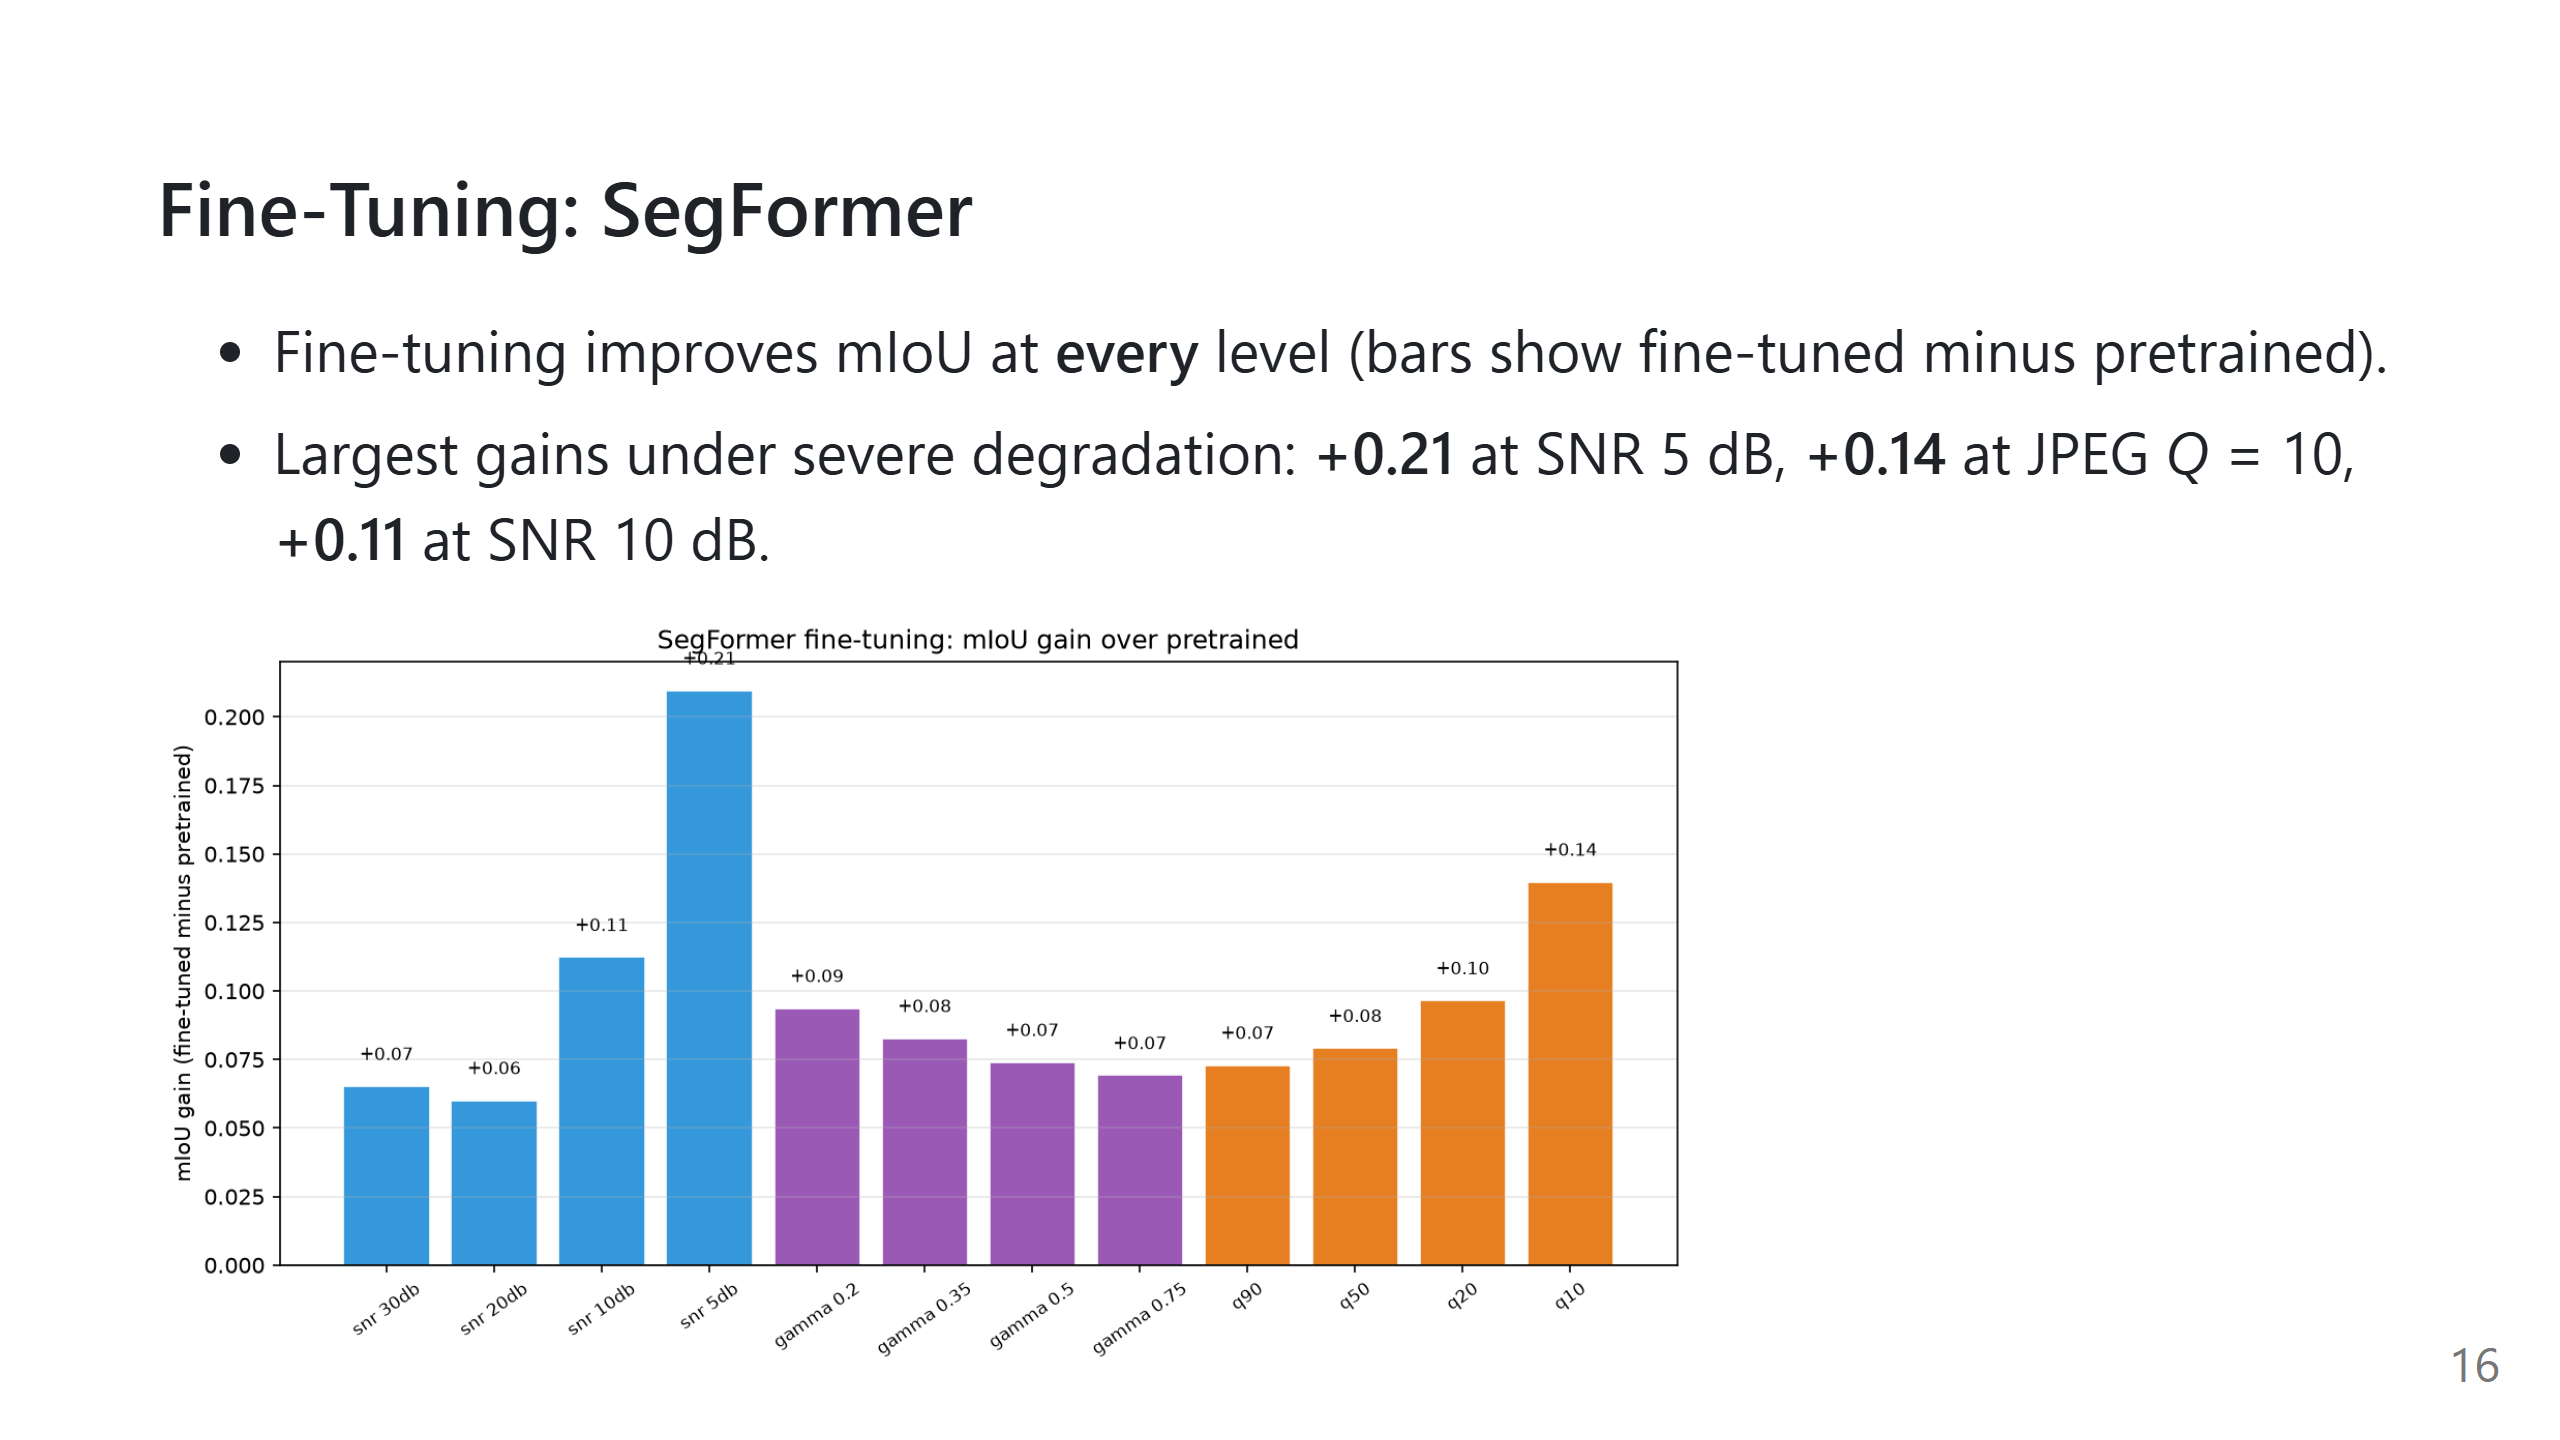 Fine-Tuning: SegFormer
• Fine-tuning improves mIoU at every level (bars show fine-tuned minus pretrained).
• Largest gains under severe degradation: +0.21 at SNR 5 dB, +0.14 at JPEG Q = 10,
+0.11 at SNR 10 dB.
SegFormer fine-tuning: mIoU gain over pretrained
mIoU gain (fine-tuned minus pretrained)
0.200
0.175
0.150
0.125
0.100
0.075
0.050
0.025
0.000
+0.07
+0.06
+0.11
+0.21
+0.09
+0.08
+0.07
+0.07
+0.07
+0.08
+0.10
+0.14
snr 30db
snr 20db
snr 10db
snr 5db
gamma 0.2
gamma 0.35
gamma 0.5
gamma 0.75
q90
q50
q20
q10
16